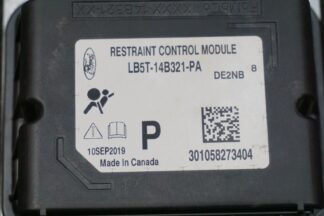 RESTRAINT CONTROL MODULE
LB5T-14B321-PA
DE2NB 8
P
10SEP2019
Made In Canada
301058273404